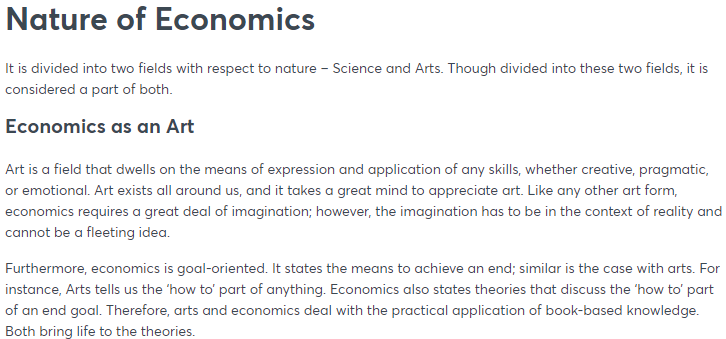 Nature of Economics
It is divided into two fields with respect to nature – Science and Arts. Though divided into these two fields, it is
considered a part of both.
Economics as an Art
Art is a field that dwells on the means of expression and application of any skills, whether creative, pragmatic,
or emotional. Art exists all around us, and it takes a great mind to appreciate art. Like any other art form,
economics requires a great deal of imagination; however, the imagination has to be in the context of reality and
cannot be a fleeting idea.
Furthermore, economics is goal-oriented. It states the means to achieve an end; similar is the case with arts. For
instance, Arts tells us the ‘how to’ part of anything. Economics also states theories that discuss the ‘how to’ part
of an end goal. Therefore, arts and economics deal with the practical application of book-based knowledge.
Both bring life to the theories.